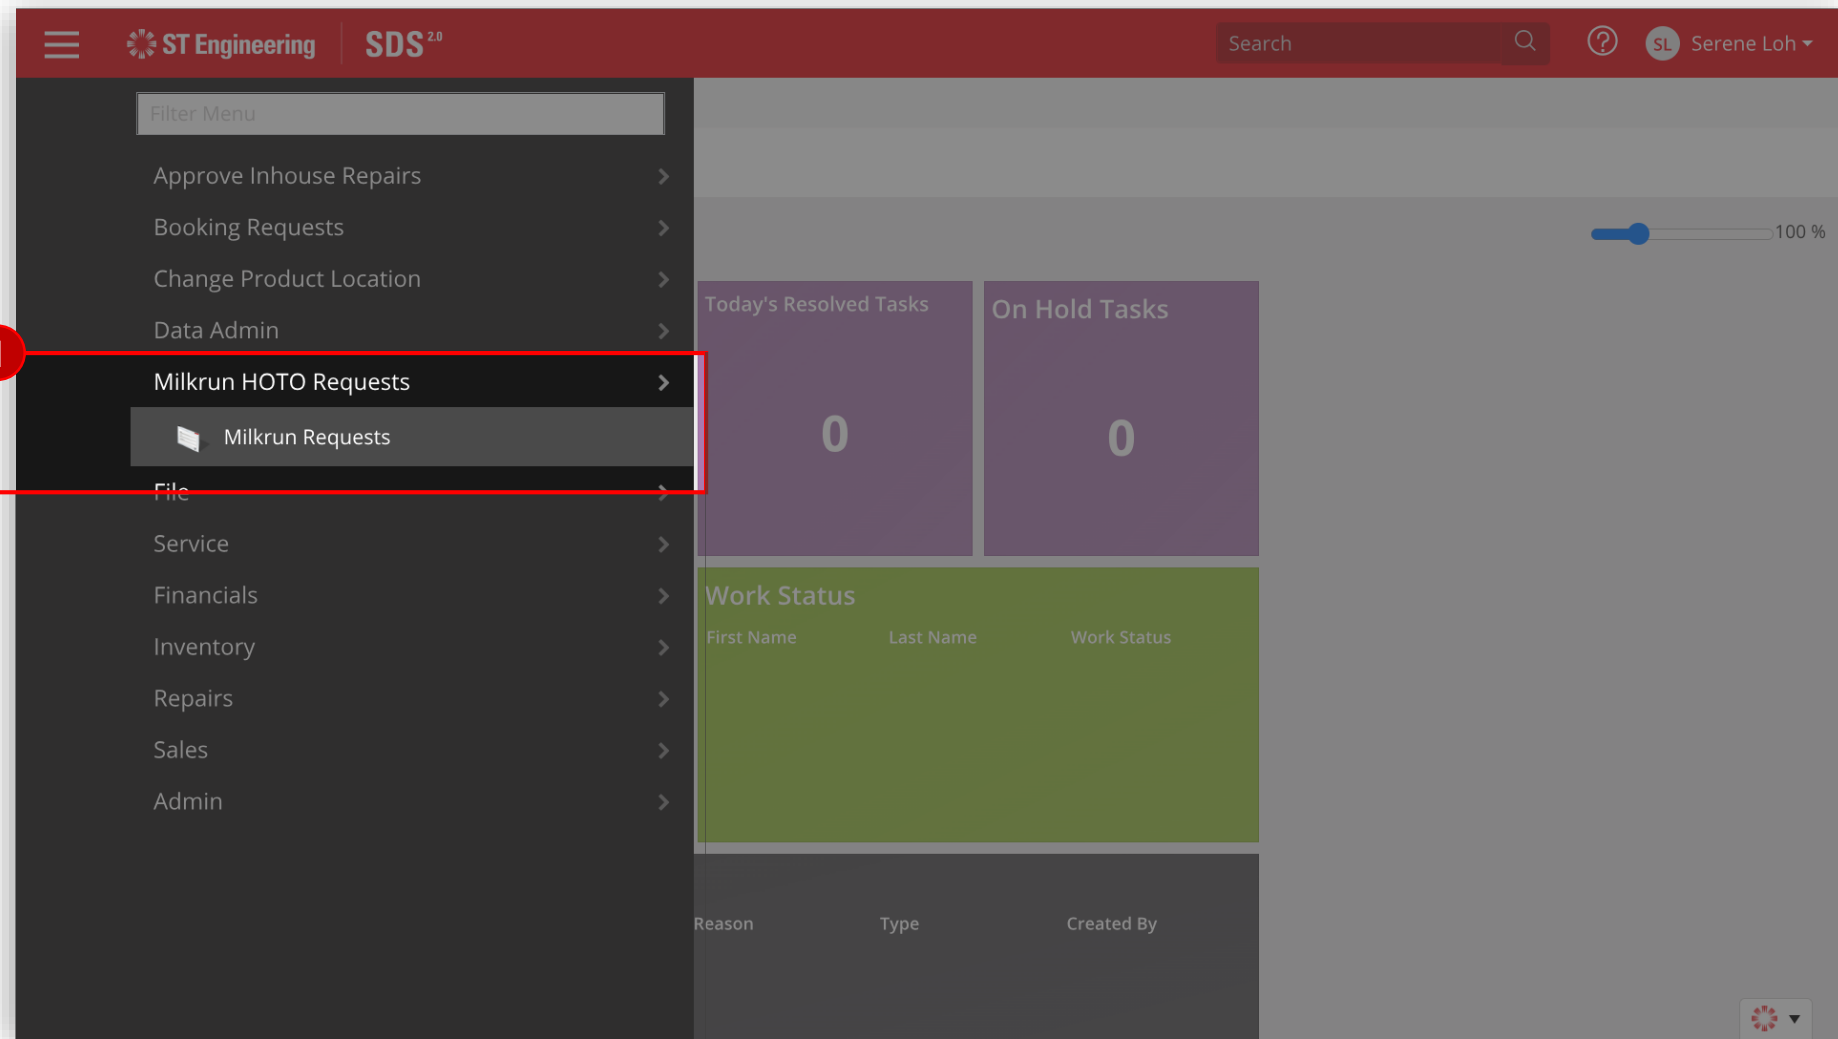 ST Engineering SDS 2.0 Search ? SL Serene Loh
Filter Menu
Approve Inhouse Repairs
Booking Requests
Change Product Location
Data Admin
Milkrun HOTO Requests
Milkrun Requests
File
Service
Financials
Inventory
Repairs
Sales
Admin
100 %
Today's Resolved Tasks
0
On Hold Tasks
0
Work Status
First Name Last Name Work Status
Reason Type Created By